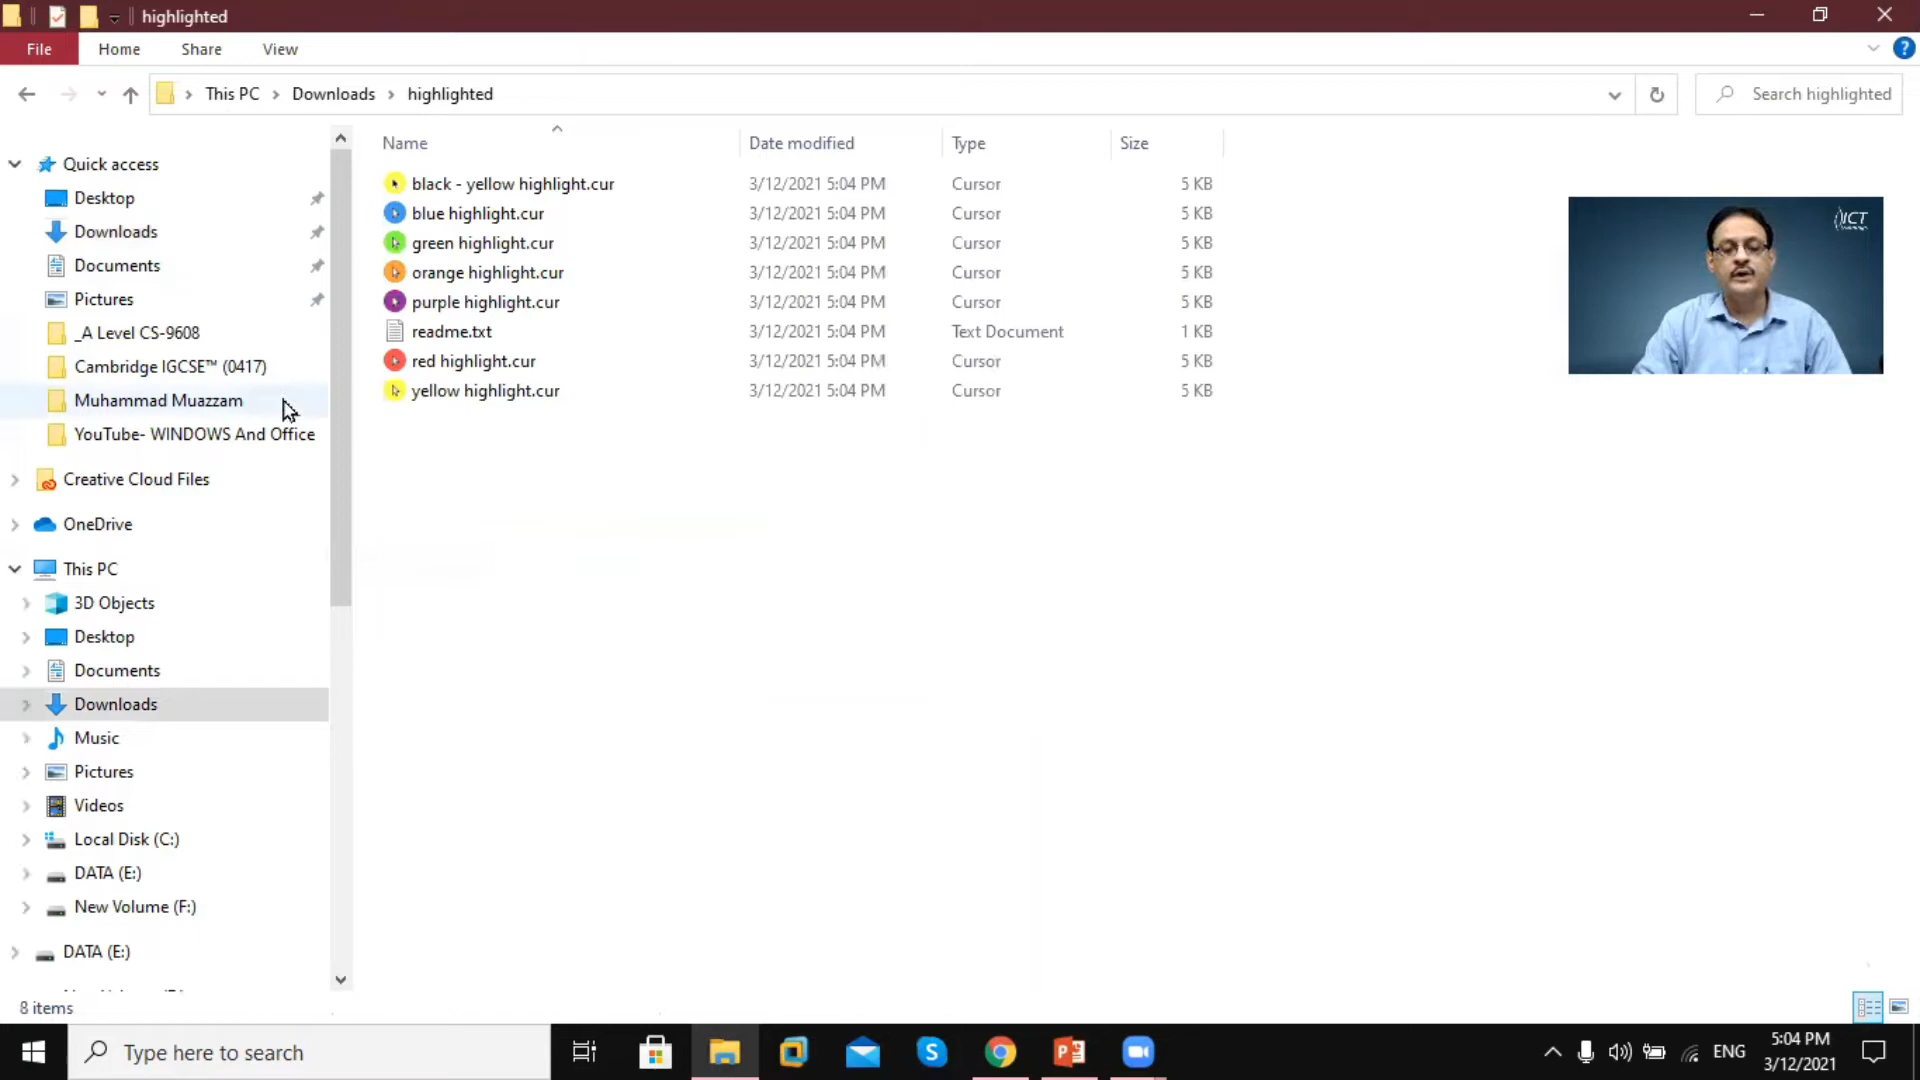 highlighted
File Home Share View
This PC Downloads highlighted
Search highlighted
Name Date modified Type Size
Quick access
Desktop
Downloads
Documents
Pictures
_A Level CS-9608
Cambridge IGCSE™ (0417)
Muhammad Muazzam
YouTube- WINDOWS And Office
Creative Cloud Files
OneDrive
This PC
3D Objects
Desktop
Documents
Downloads
Music
Pictures
Videos
Local Disk (C:)
DATA (E:)
New Volume (F:)
DATA (E:)
black - yellow highlight.cur 3/12/2021 5:04 PM Cursor 5 KB
blue highlight.cur 3/12/2021 5:04 PM Cursor 5 KB
green highlight.cur 3/12/2021 5:04 PM Cursor 5 KB
orange highlight.cur 3/12/2021 5:04 PM Cursor 5 KB
purple highlight.cur 3/12/2021 5:04 PM Cursor 5 KB
readme.txt 3/12/2021 5:04 PM Text Document 1 KB
red highlight.cur 3/12/2021 5:04 PM Cursor 5 KB
yellow highlight.cur 3/12/2021 5:04 PM Cursor 5 KB
ICT
8 items
Type here to search
ENG
5:04 PM
3/12/2021